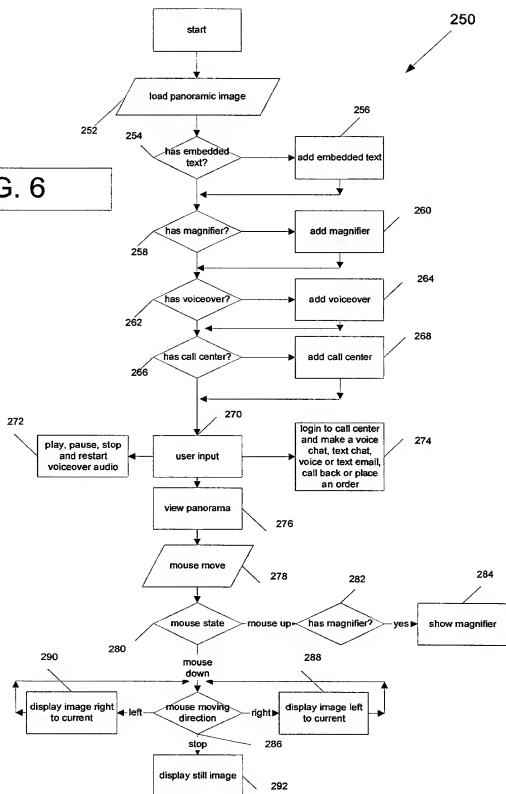 start
250
load panoramic image
252
254
has embedded
text?
256
add embedded text
G. 6
has magnifier?
258
add magnifier
260
has voiceover?
262
add voiceover
264
has call center?
266
add call center
268
270
272
play, pause, stop
and restart
voiceover audio
user input
login to call center
and make a voice
chat, text chat,
voice or text email,
call back or place
an order
274
view panorama
276
mouse move
278
282
284
mouse state
280
mouse up
has magnifier?
yes
show magnifier
mouse
down
290
288
display image right
to current
left
mouse moving
direction
right
display image left
to current
286
stop
display still image
292